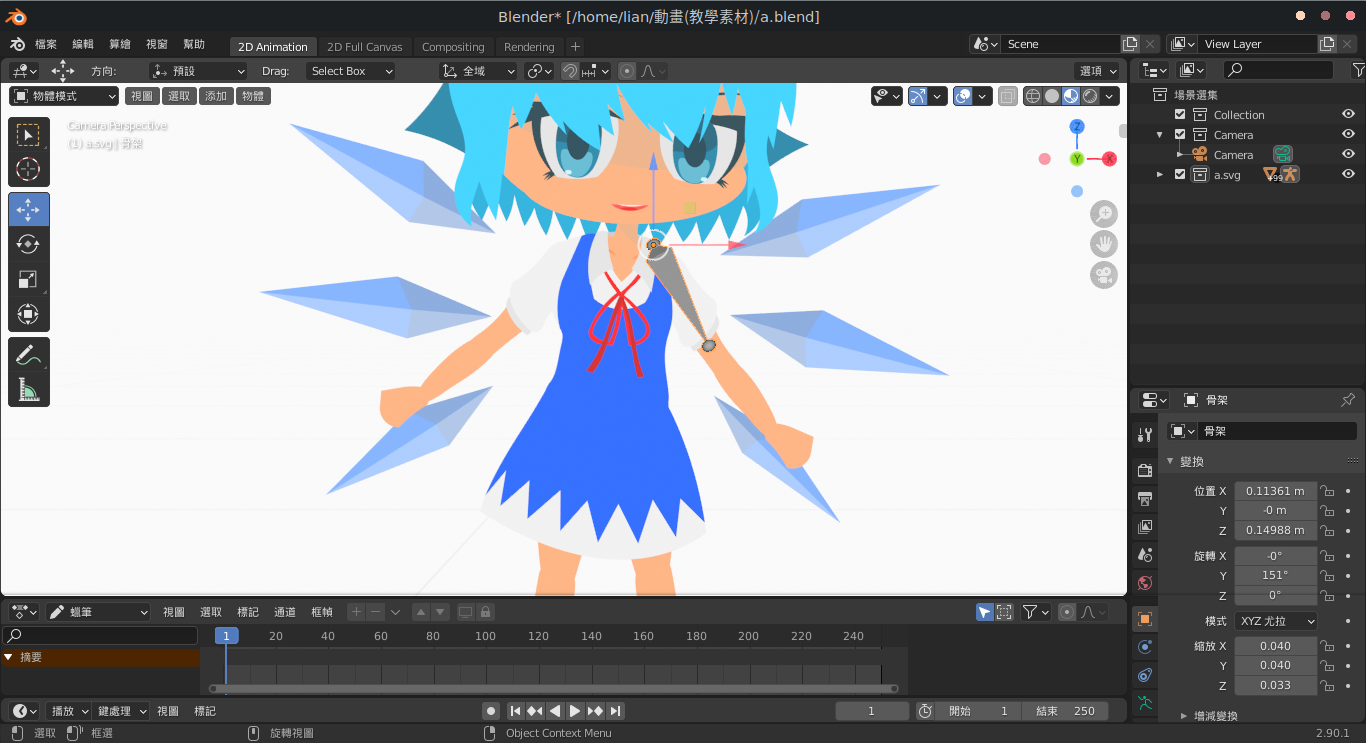 Blender* [/home/lian/動畫(教學素材)/a.blend]
檔案 編輯 算繪 視窗 幫助 2D Animation 2D Full Canvas Compositing Rendering + Scene View Layer
方向: 預設 Drag: Select Box 全域 選項
物體模式 視圖 選取 添加 物體
場景選集
Camera Perspective
(1) a.svg | 骨架
Collection
Camera
Camera
a.svg +99
Z
Y
X
骨架
骨架
變換
位置 X 0.11361 m
Y -0 m
Z 0.14988 m
旋轉 X -0°
Y 151°
Z 0°
模式 XYZ 尤拉
縮放 X 0.040
Y 0.040
Z 0.033
增減變換
蠟筆 視圖 選取 標記 通道 框幀
1 20 40 60 80 100 120 140 160 180 200 220 240
摘要
播放 鍵處理 視圖 標記 1 開始 1 結束 250
選取 框選 旋轉視圖 Object Context Menu 2.90.1